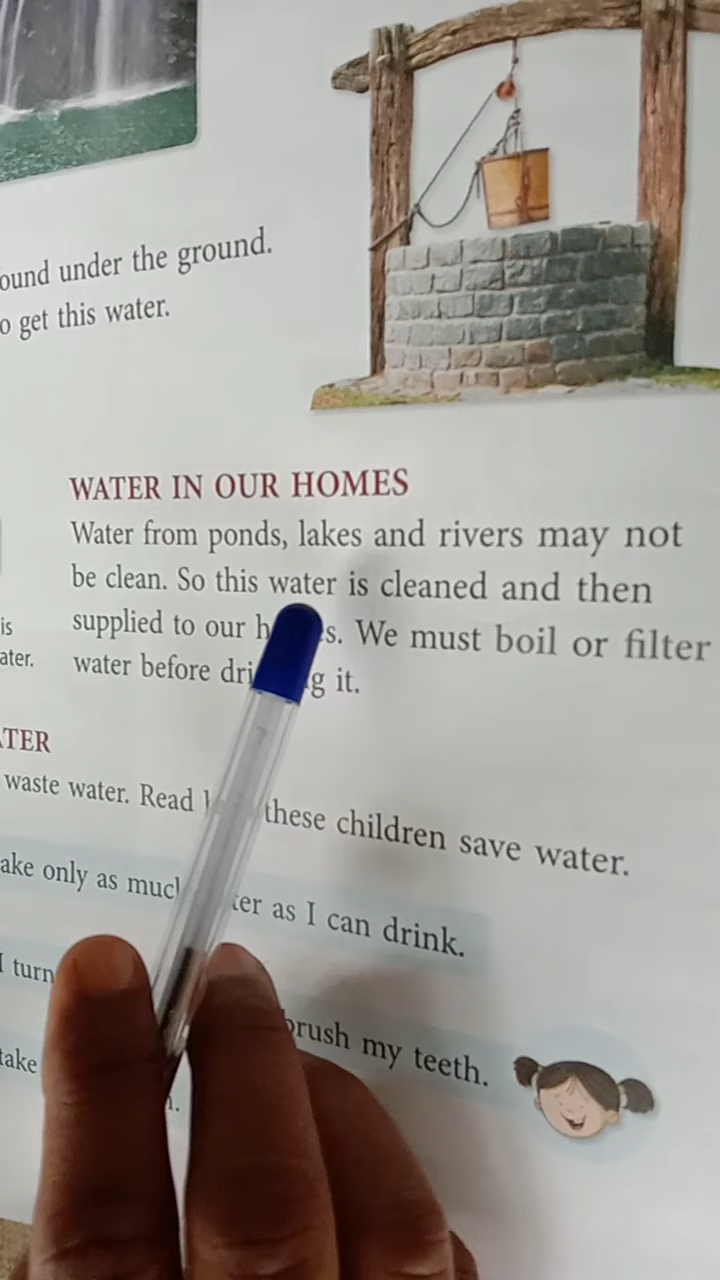 ound under the ground.
o get this water.
WATER IN OUR HOMES
Water from ponds, lakes and rivers may not
be clean. So this water is cleaned and then
is
supplied to our h s. We must boil or filter
ater.
water before dri g it.
TER
waste water. Read these children save water.
ake only as muc ter as I can drink.
I turn brush my teeth.
take